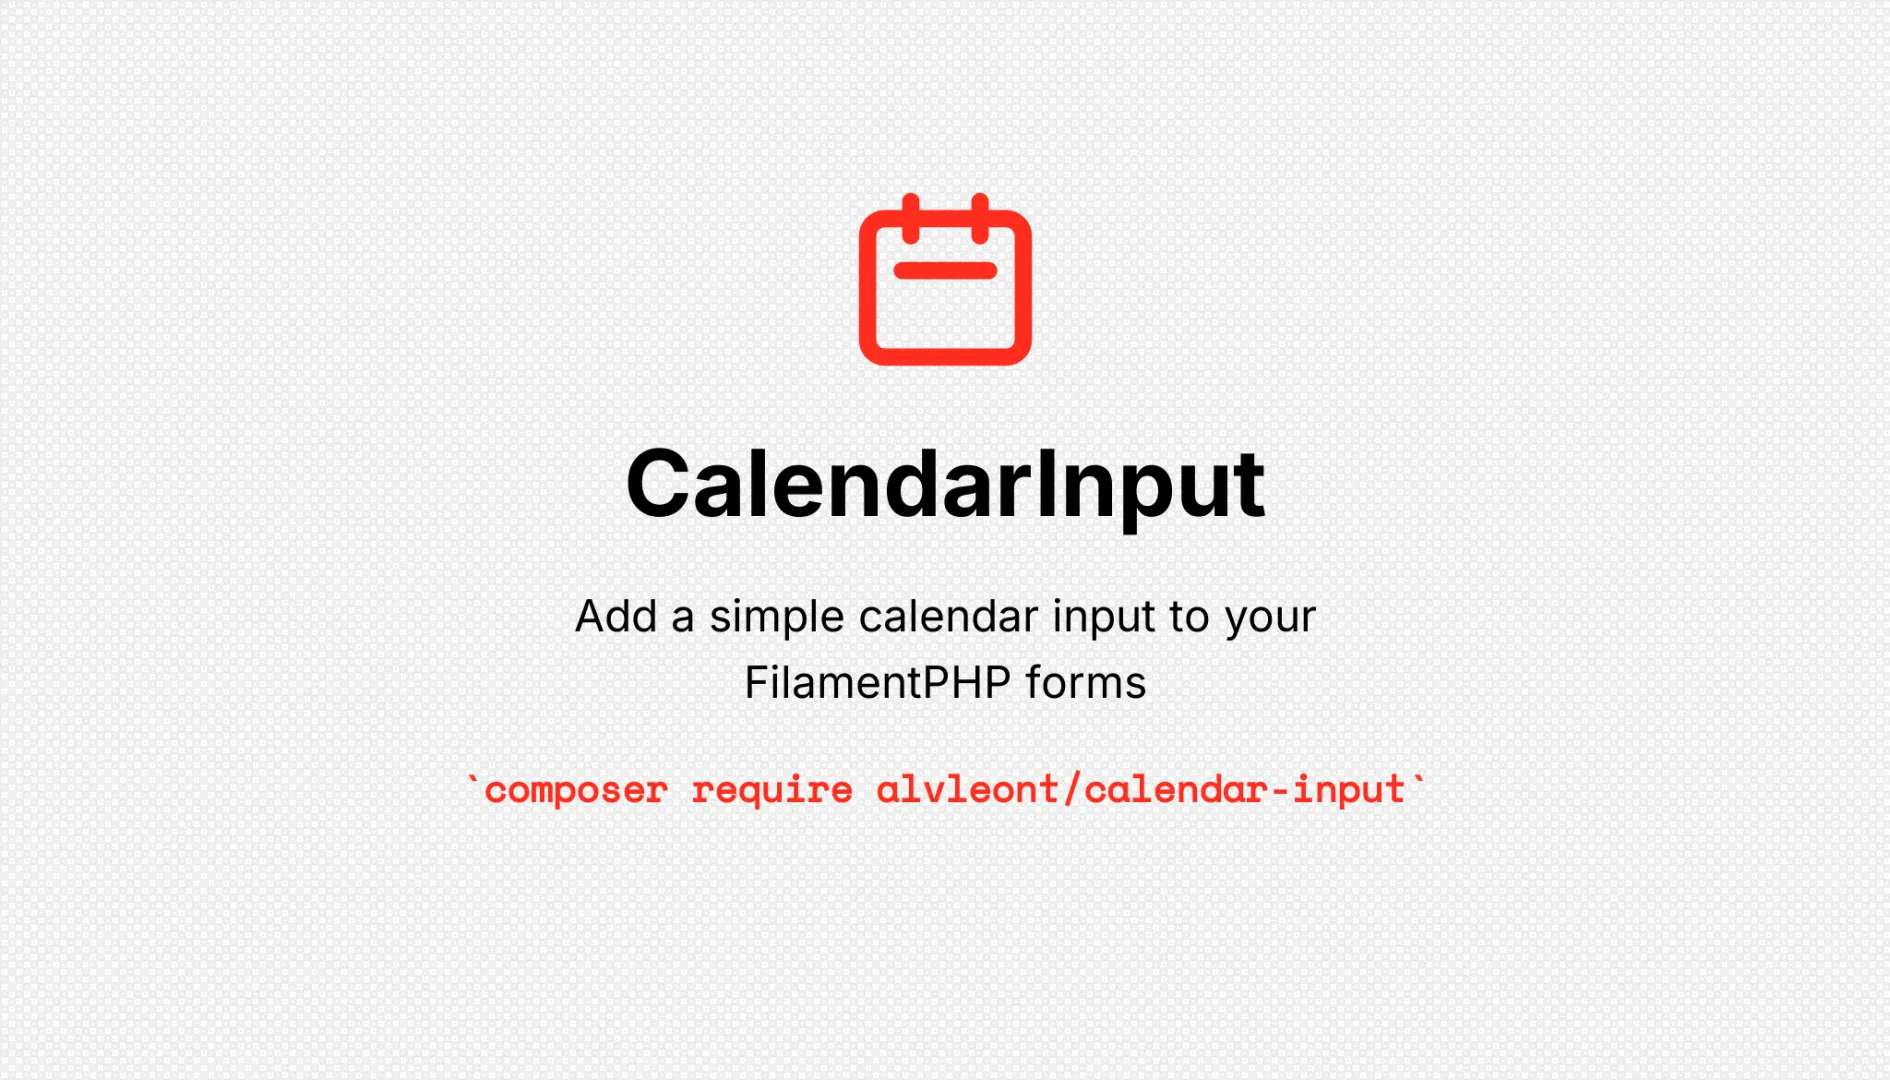 CalendarInput
Add a simple calendar input to your
FilamentPHP forms
`composer require alvleont/calendar-input`